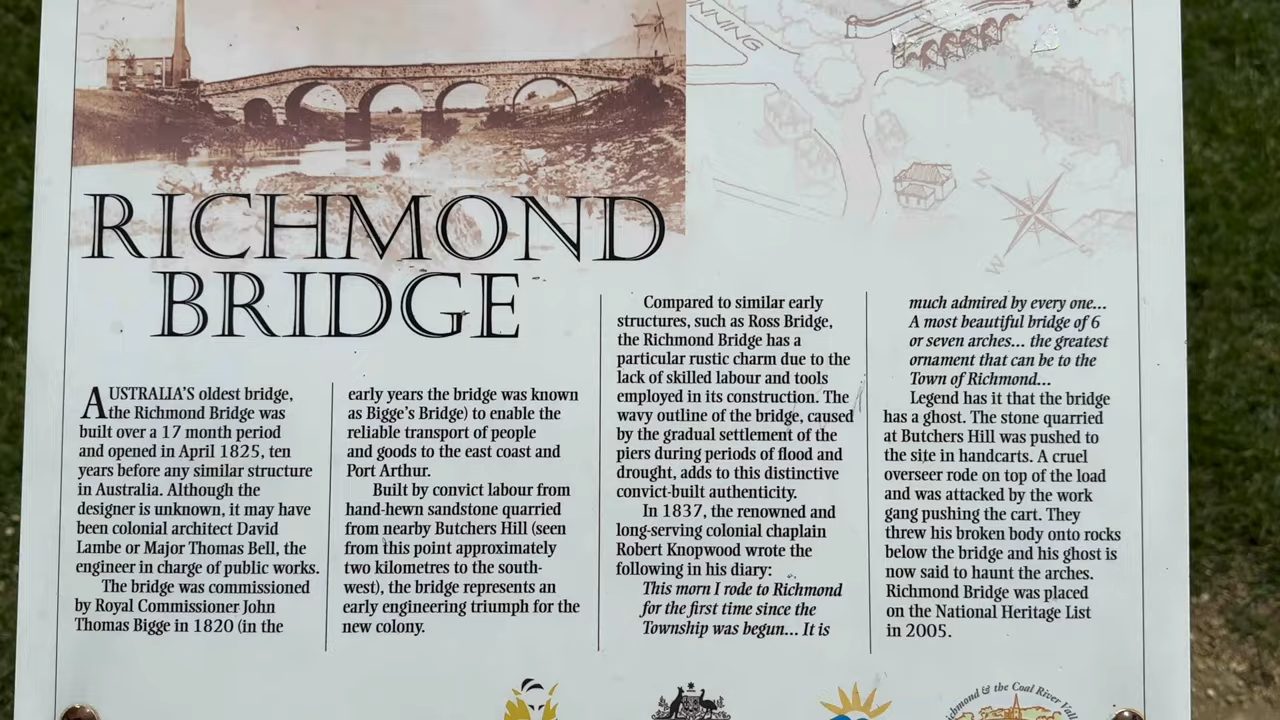 NNING
N
E
W
S
RICHMOND
BRIDGE
AUSTRALIA'S oldest bridge,
the Richmond Bridge was
built over a 17 month period
and opened in April 1825, ten
years before any similar structure
in Australia. Although the
designer is unknown, it may have
been colonial architect David
Lambe or Major Thomas Bell, the
engineer in charge of public works.
The bridge was commissioned
by Royal Commissioner John
Thomas Bigge in 1820 (in the
early years the bridge was known
as Bigge's Bridge) to enable the
reliable transport of people
and goods to the east coast and
Port Arthur.
Built by convict labour from
hand-hewn sandstone quarried
from nearby Butchers Hill (seen
from this point approximately
two kilometres to the south-
west), the bridge represents an
early engineering triumph for the
new colony.
Compared to similar early
structures, such as Ross Bridge,
the Richmond Bridge has a
particular rustic charm due to the
lack of skilled labour and tools
employed in its construction. The
wavy outline of the bridge, caused
by the gradual settlement of the
piers during periods of flood and
drought, adds to this distinctive
convict-built authenticity.
In 1837, the renowned and
long-serving colonial chaplain
Robert Knopwood wrote the
following in his diary:
This morn I rode to Richmond
for the first time since the
Township was begun... It is
much admired by every one...
A most beautiful bridge of 6
or seven arches... the greatest
ornament that can be to the
Town of Richmond...
Legend has it that the bridge
has a ghost. The stone quarried
at Butchers Hill was pushed to
the site in handcarts. A cruel
overseer rode on top of the load
and was attacked by the work
gang pushing the cart. They
threw his broken body onto rocks
below the bridge and his ghost is
now said to haunt the arches.
Richmond Bridge was placed
on the National Heritage List
in 2005.
ichmond & the Coal River Vall